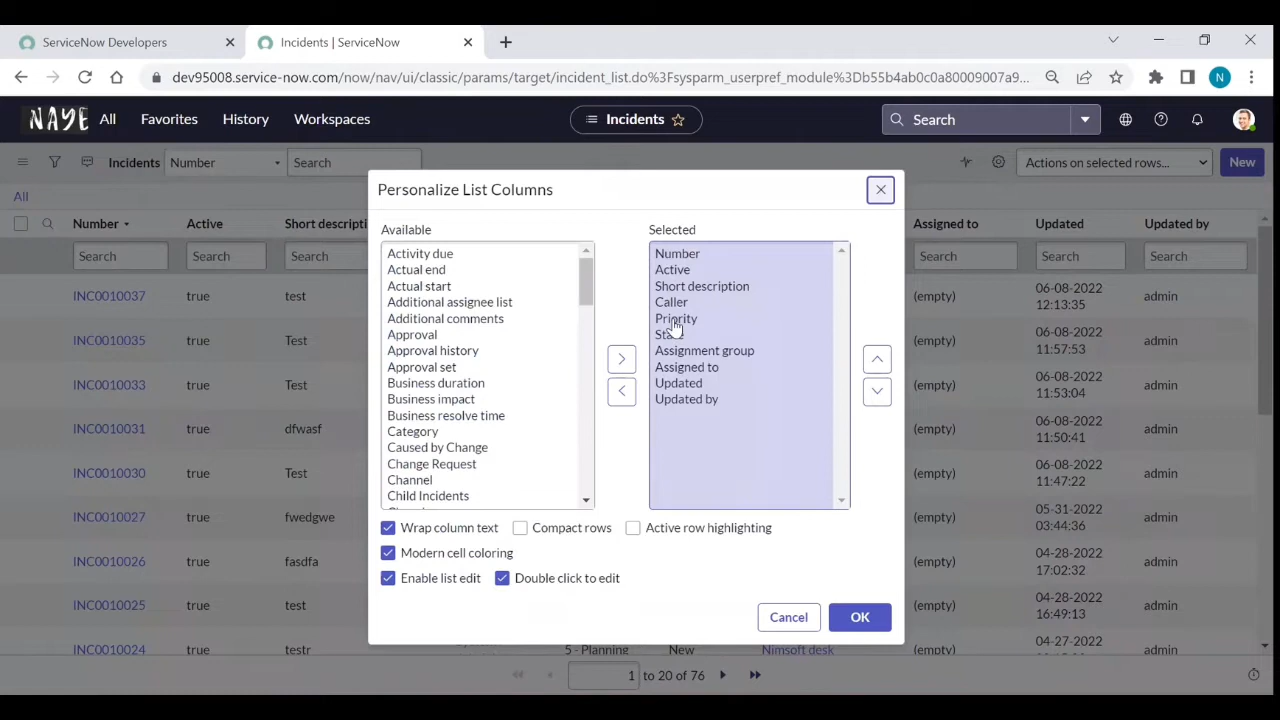 ServiceNow Developers
Incidents | ServiceNow
dev95008.service-now.com/now/nav/ui/classic/params/target/incident_list.do%3Fsysparm_userpref_module%3Db55b4ab0c0a80009007a9...
N
NAYE
All
Favorites
History
Workspaces
Incidents
Search
Incidents
Number
Search
Actions on selected rows...
New
All
Number
Active
Short descripti
Assigned to
Updated
Updated by
Search
Search
Search
Search
Search
Search
INC0010037 true test (empty) 06-08-2022 admin
12:13:35
INC0010035 true Test (empty) 06-08-2022 admin
11:57:53
INC0010033 true Test (empty) 06-08-2022 admin
11:53:04
INC0010031 true dfwasf (empty) 06-08-2022 admin
11:50:41
INC0010030 true Test (empty) 06-08-2022 admin
11:47:22
INC0010027 true fwedgwe (empty) 05-31-2022 admin
03:44:36
INC0010026 true fasdfa (empty) 04-28-2022 admin
17:02:32
INC0010025 true test (empty) 04-28-2022 admin
16:49:13
INC0010024 true testr 5 - Planning New Nimsoft desk (empty) 04-27-2022 admin
Personalize List Columns
Available
Activity due
Actual end
Actual start
Additional assignee list
Additional comments
Approval
Approval history
Approval set
Business duration
Business impact
Business resolve time
Category
Caused by Change
Change Request
Channel
Child Incidents
Selected
Number
Active
Short description
Caller
Priority
Assignment group
Assigned to
Updated
Updated by
Wrap column text
Compact rows
Active row highlighting
Modern cell coloring
Enable list edit
Double click to edit
Cancel
OK
1 to 20 of 76